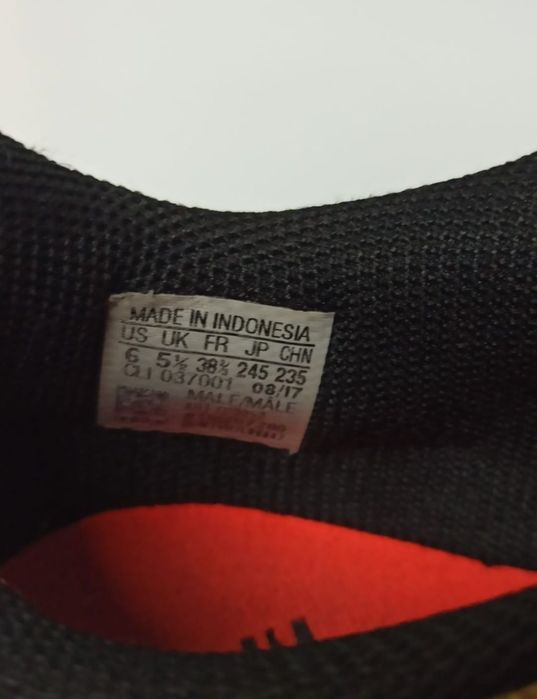 MADE IN INDONESIA
US UK FR JP CHN
6 5½ 38⅔ 245 235
CLI 037001 08/17
MALE/MÂLE